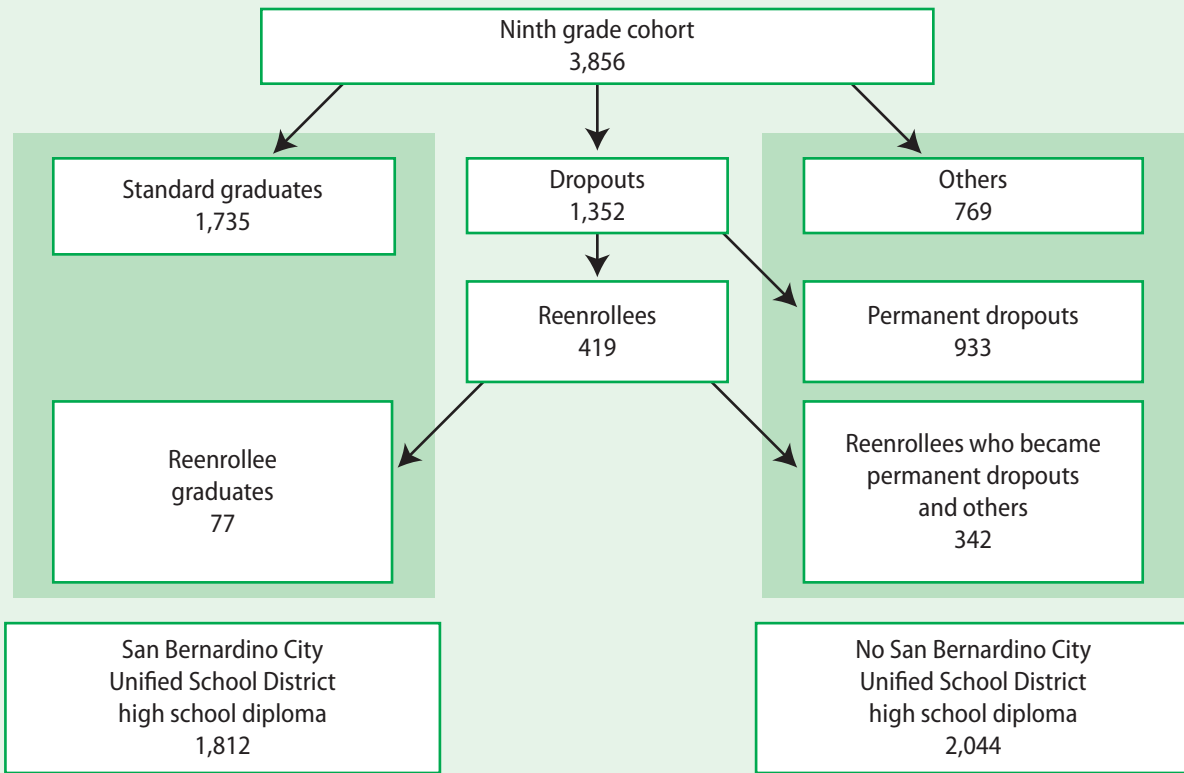 Ninth grade cohort
3,856
Standard graduates
1,735
Dropouts
1,352
Others
769
Reenrollees
419
Permanent dropouts
933
Reenrollee
graduates
77
Reenrollees who became
permanent dropouts
and others
342
San Bernardino City
Unified School District
high school diploma
1,812
No San Bernardino City
Unified School District
high school diploma
2,044